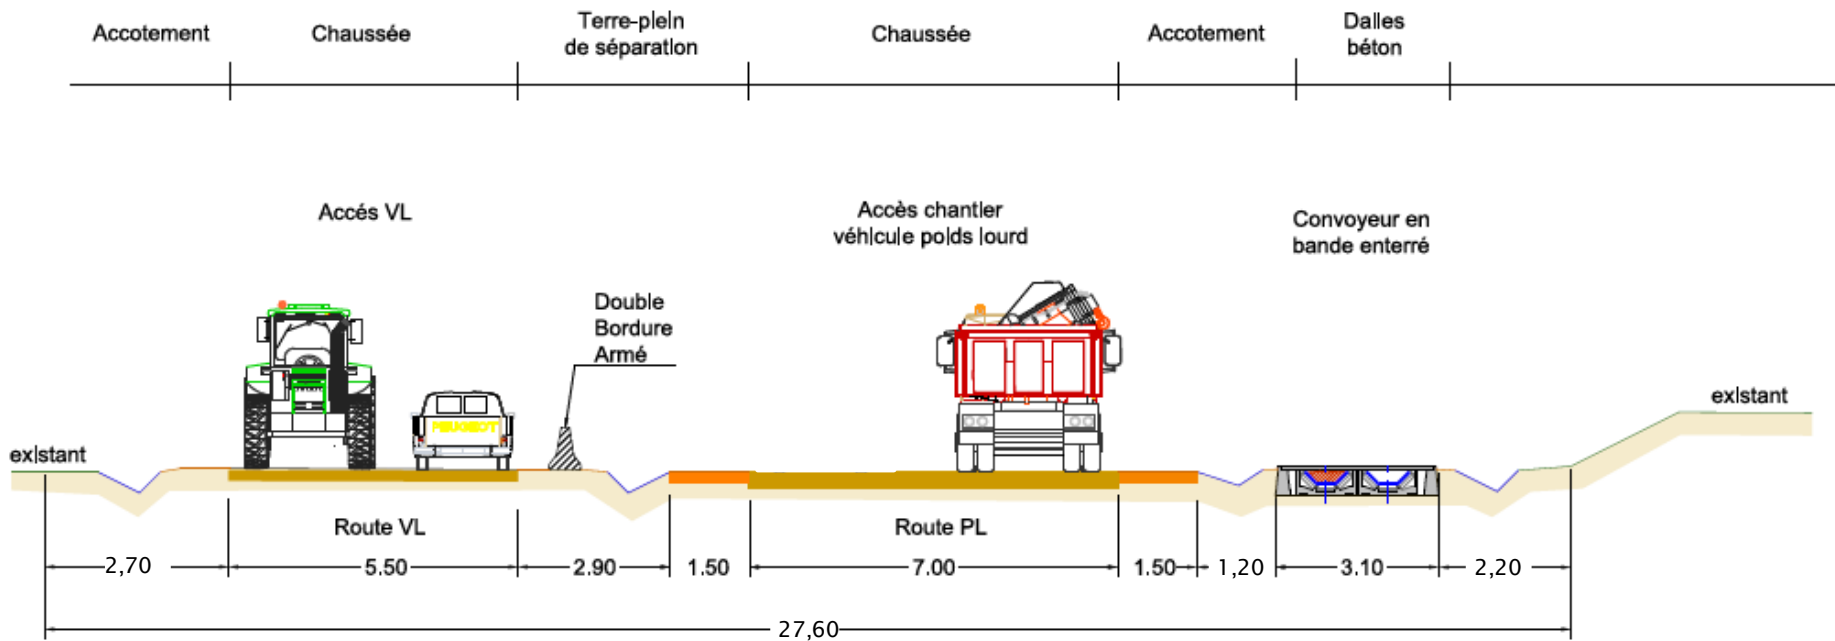 Accotement
Chaussée
Terre-plein
de séparation
Chaussée
Accotement
Dalles
béton
Accés VL
Accès chantier
véhicule poids lourd
Convoyeur en
bande enterré
Double
Bordure
Armé
PEUGEOT
existant
existant
Route VL
Route PL
2,70
5.50
2.90
1.50
7.00
1.50
1,20
3.10
2,20
27,60